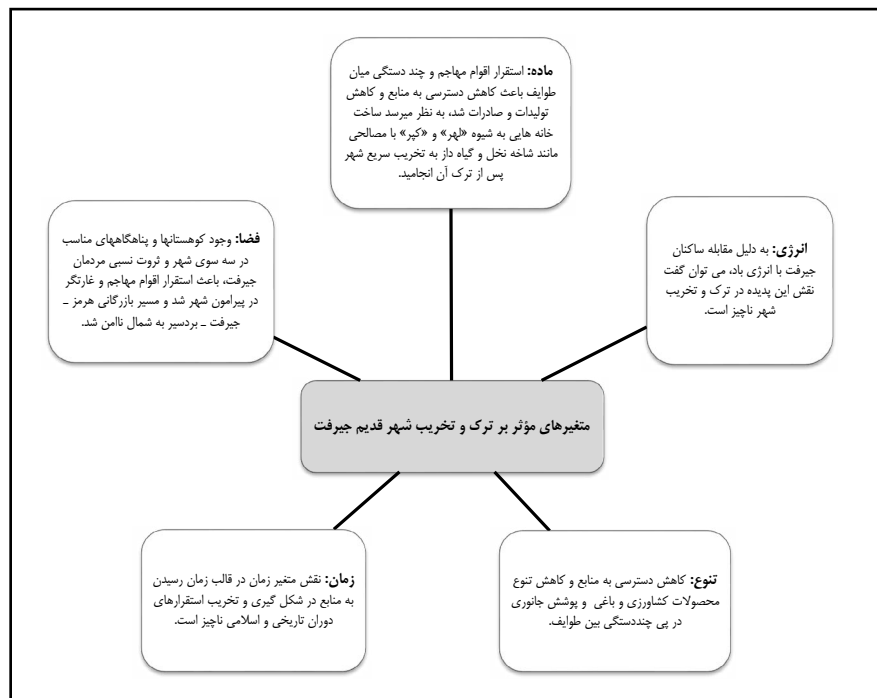 ماده: استقرار اقوام مهاجم و چند دستگی میان
طوایف باعث کاهش دسترسی به منابع و کاهش
تولیدات و صادرات شد، به نظر میرسد ساخت
خانه هایی به شیوه «لهر» و «کپر» با مصالحی
مانند شاخه نخل و گیاه داز به تخریب سریع شهر
پس از ترک آن انجامید.
انرژی: به دلیل مقابله ساکنان
جیرفت با انرژی باد، می توان گفت
نقش این پدیده در ترک و تخریب
شهر ناچیز است.
فضا: وجود کوهستانها و پناهگاههای مناسب
در سه سوی شهر و ثروت نسبی مردمان
جیرفت، باعث استقرار اقوام مهاجم و غارتگر
در پیرامون شهر شد و مسیر بازرگانی هرمز ـ
جیرفت ـ بردسیر به شمال ناامن شد.
متغیرهای مؤثر بر ترک و تخریب شهر قدیم جیرفت
تنوع: کاهش دسترسی به منابع و کاهش تنوع
محصولات کشاورزی و باغی و پوشش جانوری
در پی چنددستگی بین طوایف.
زمان: نقش متغیر زمان در قالب زمان رسیدن
به منابع در شکل گیری و تخریب استقرارهای
دوران تاریخی و اسلامی ناچیز است.